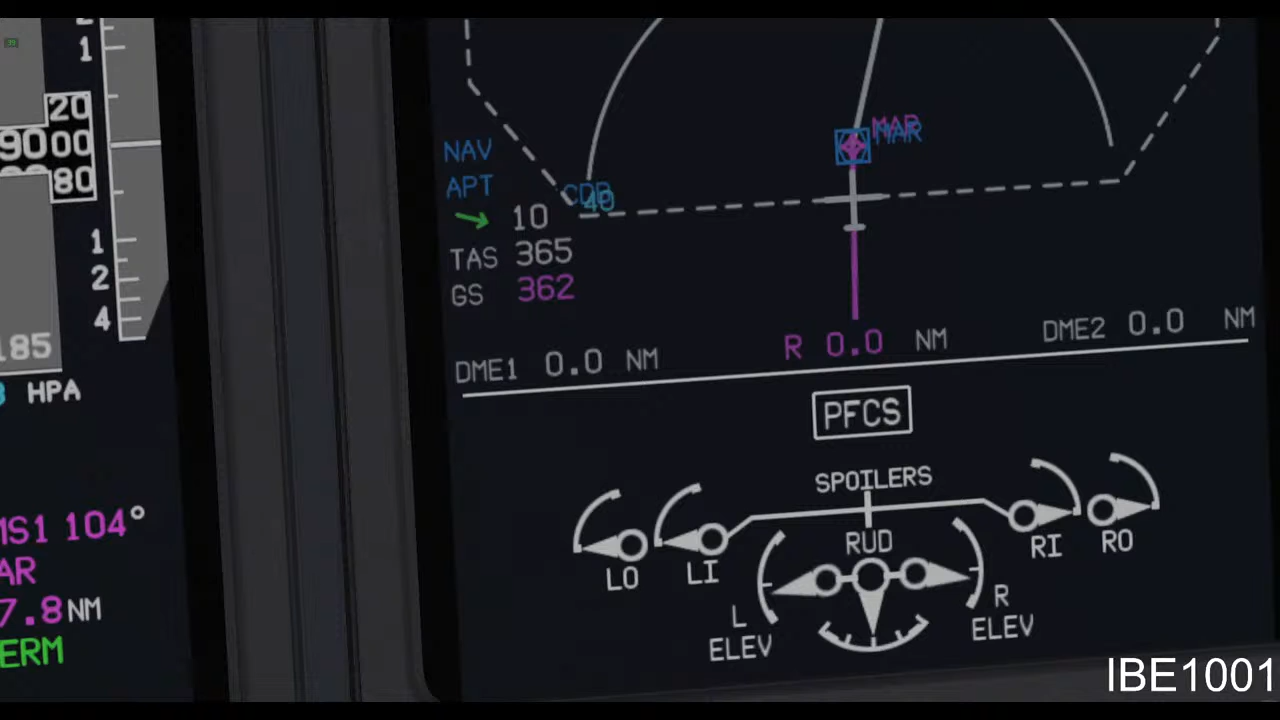 39
1
20
9000
80
1
2
4
185
HPA
MS1 104°
AR
7.8NM
ERM
MAR
MAR
NAV
APT
CDB
40
10
TAS 365
GS 362
DME1 0.0 NM
R 0.0 NM
DME2 0.0 NM
PFCS
SPOILERS
RUD
LO
LI
RI
RO
L
ELEV
R
ELEV
IBE1001